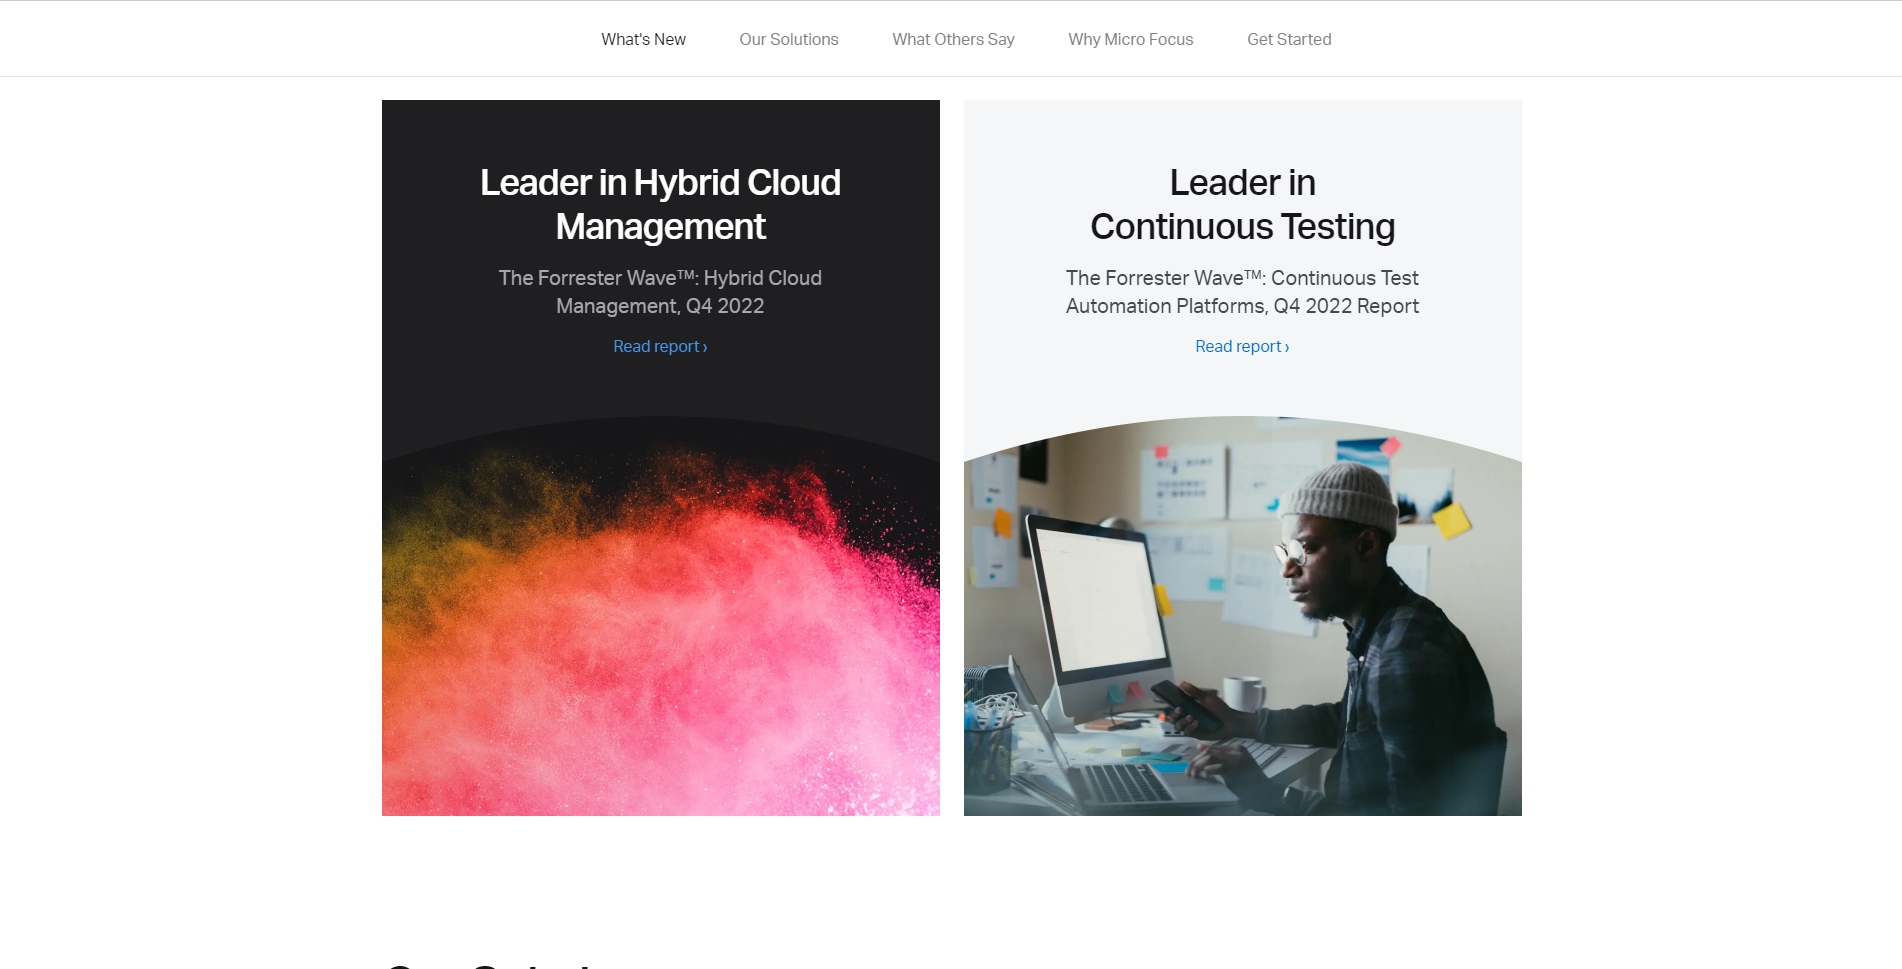 What's New
Our Solutions
What Others Say
Why Micro Focus
Get Started
Leader in Hybrid Cloud
Management
The Forrester Wave™: Hybrid Cloud
Management, Q4 2022
Read report ›
Leader in
Continuous Testing
The Forrester Wave™: Continuous Test
Automation Platforms, Q4 2022 Report
Read report ›